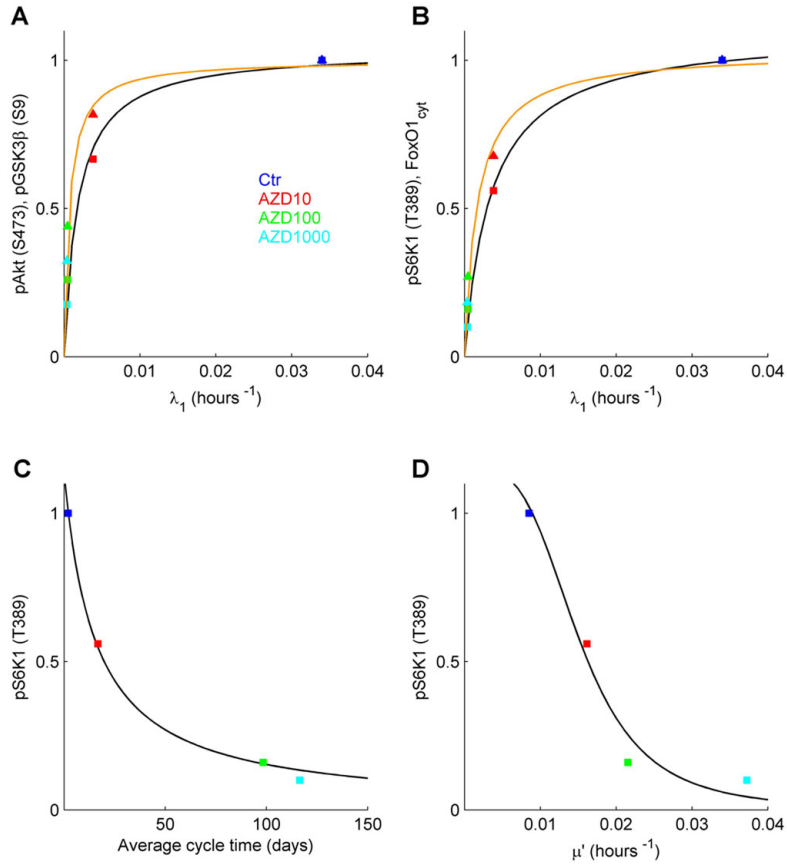 A
B
pAkt (S473), pGSK3β (S9)
1
0.5
0
0.01 0.02 0.03 0.04
λ1 (hours -1)
Ctr
AZD10
AZD100
AZD1000
pS6K1 (T389), FoxO1cyt
1
0.5
0
0.01 0.02 0.03 0.04
λ1 (hours -1)
C
D
pS6K1 (T389)
1
0.5
0
50 100 150
Average cycle time (days)
pS6K1 (T389)
1
0.5
0
0.01 0.02 0.03 0.04
μ' (hours -1)